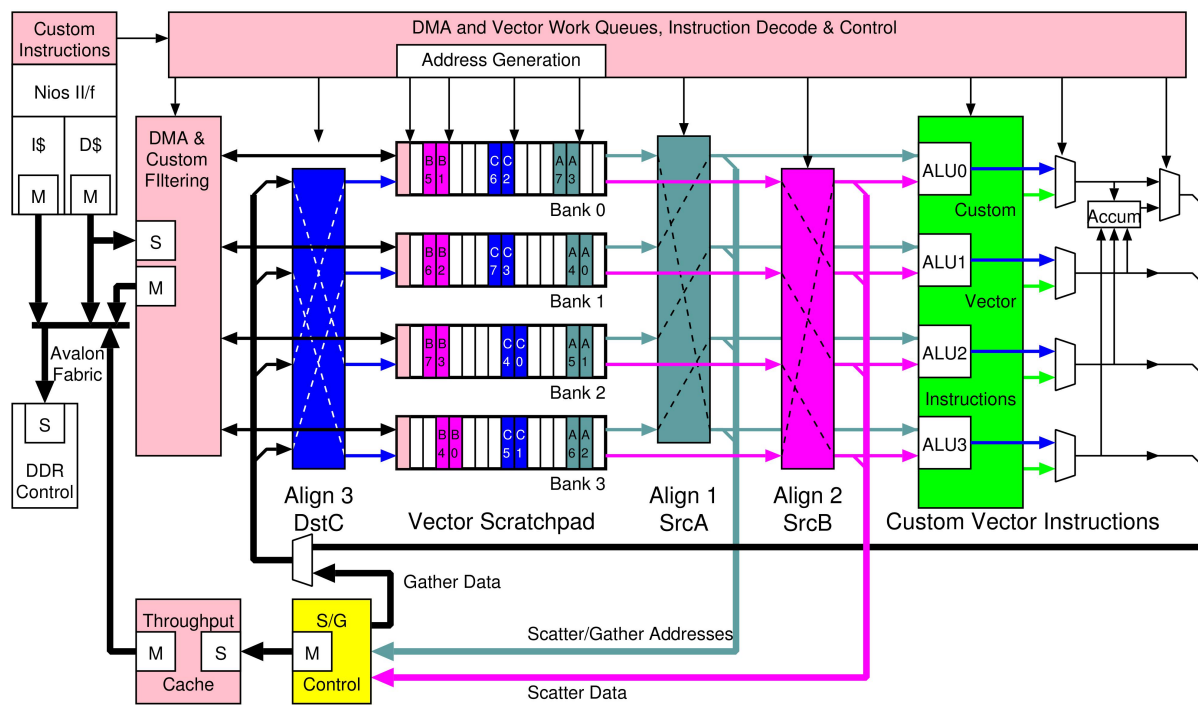 Custom
Instructions
DMA and Vector Work Queues, Instruction Decode & Control
Address Generation
Nios II/f
I$ D$
M M
DMA &
Custom
FIltering
S
M
Avalon
Fabric
S
DDR
Control
B B C C A A
5 1 6 2 7 3
Bank 0
B B C C A A
6 2 7 3 4 0
Bank 1
B B C C A A
7 3 4 0 5 1
Bank 2
B B C C A A
4 0 5 1 6 2
Bank 3
ALU0
Custom
ALU1
Vector
ALU2
Instructions
ALU3
Accum
Align 3
DstC
Vector Scratchpad
Align 1
SrcA
Align 2
SrcB
Custom Vector Instructions
Gather Data
Throughput
M S
Cache
S/G
M
Control
Scatter/Gather Addresses
Scatter Data